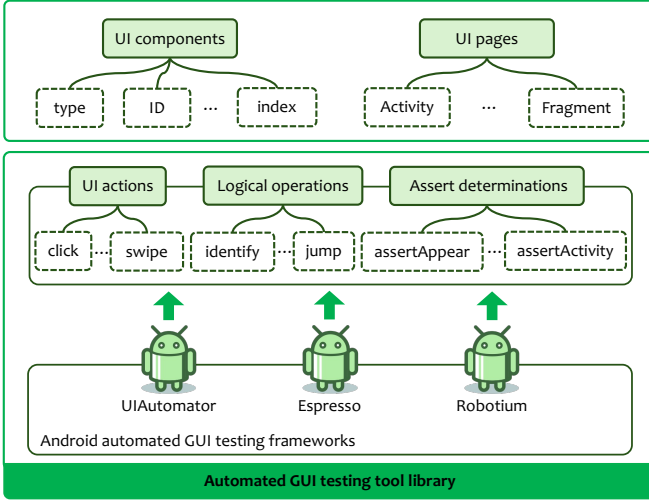 UI components
UI pages
type
ID
...
index
Activity
...
Fragment
UI actions
Logical operations
Assert determinations
click
...
swipe
identify
...
jump
assertAppear
...
assertActivity
UIAutomator
Espresso
Robotium
Android automated GUI testing frameworks
Automated GUI testing tool library